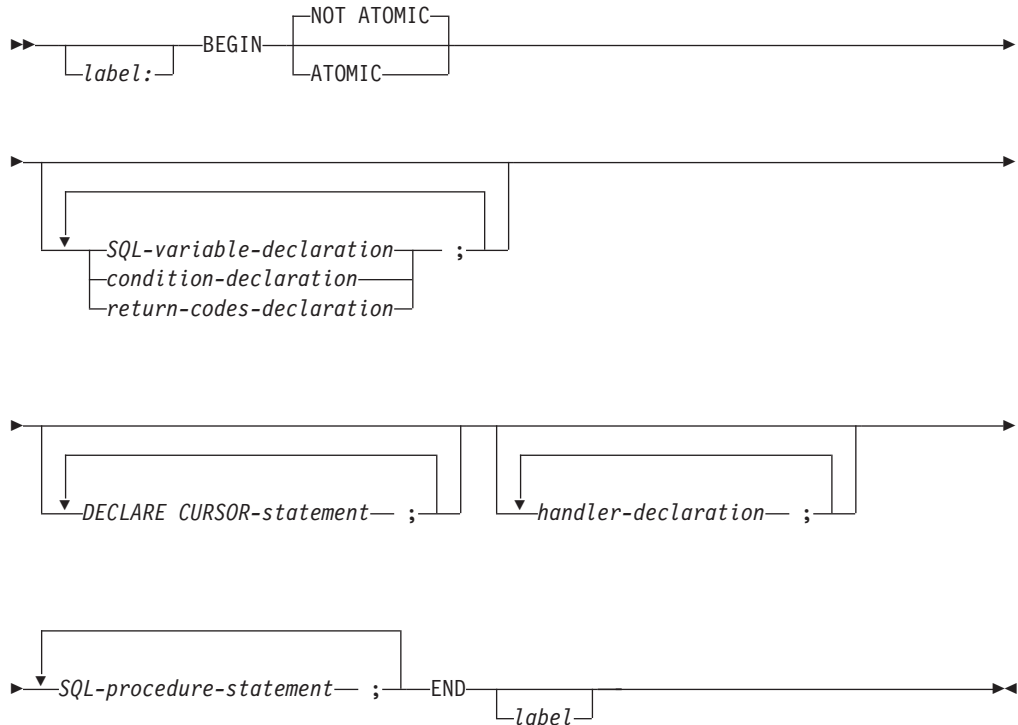 NOT ATOMIC
label: BEGIN
ATOMIC
SQL-variable-declaration ;
condition-declaration
return-codes-declaration
DECLARE CURSOR-statement ; handler-declaration ;
SQL-procedure-statement ; END
label